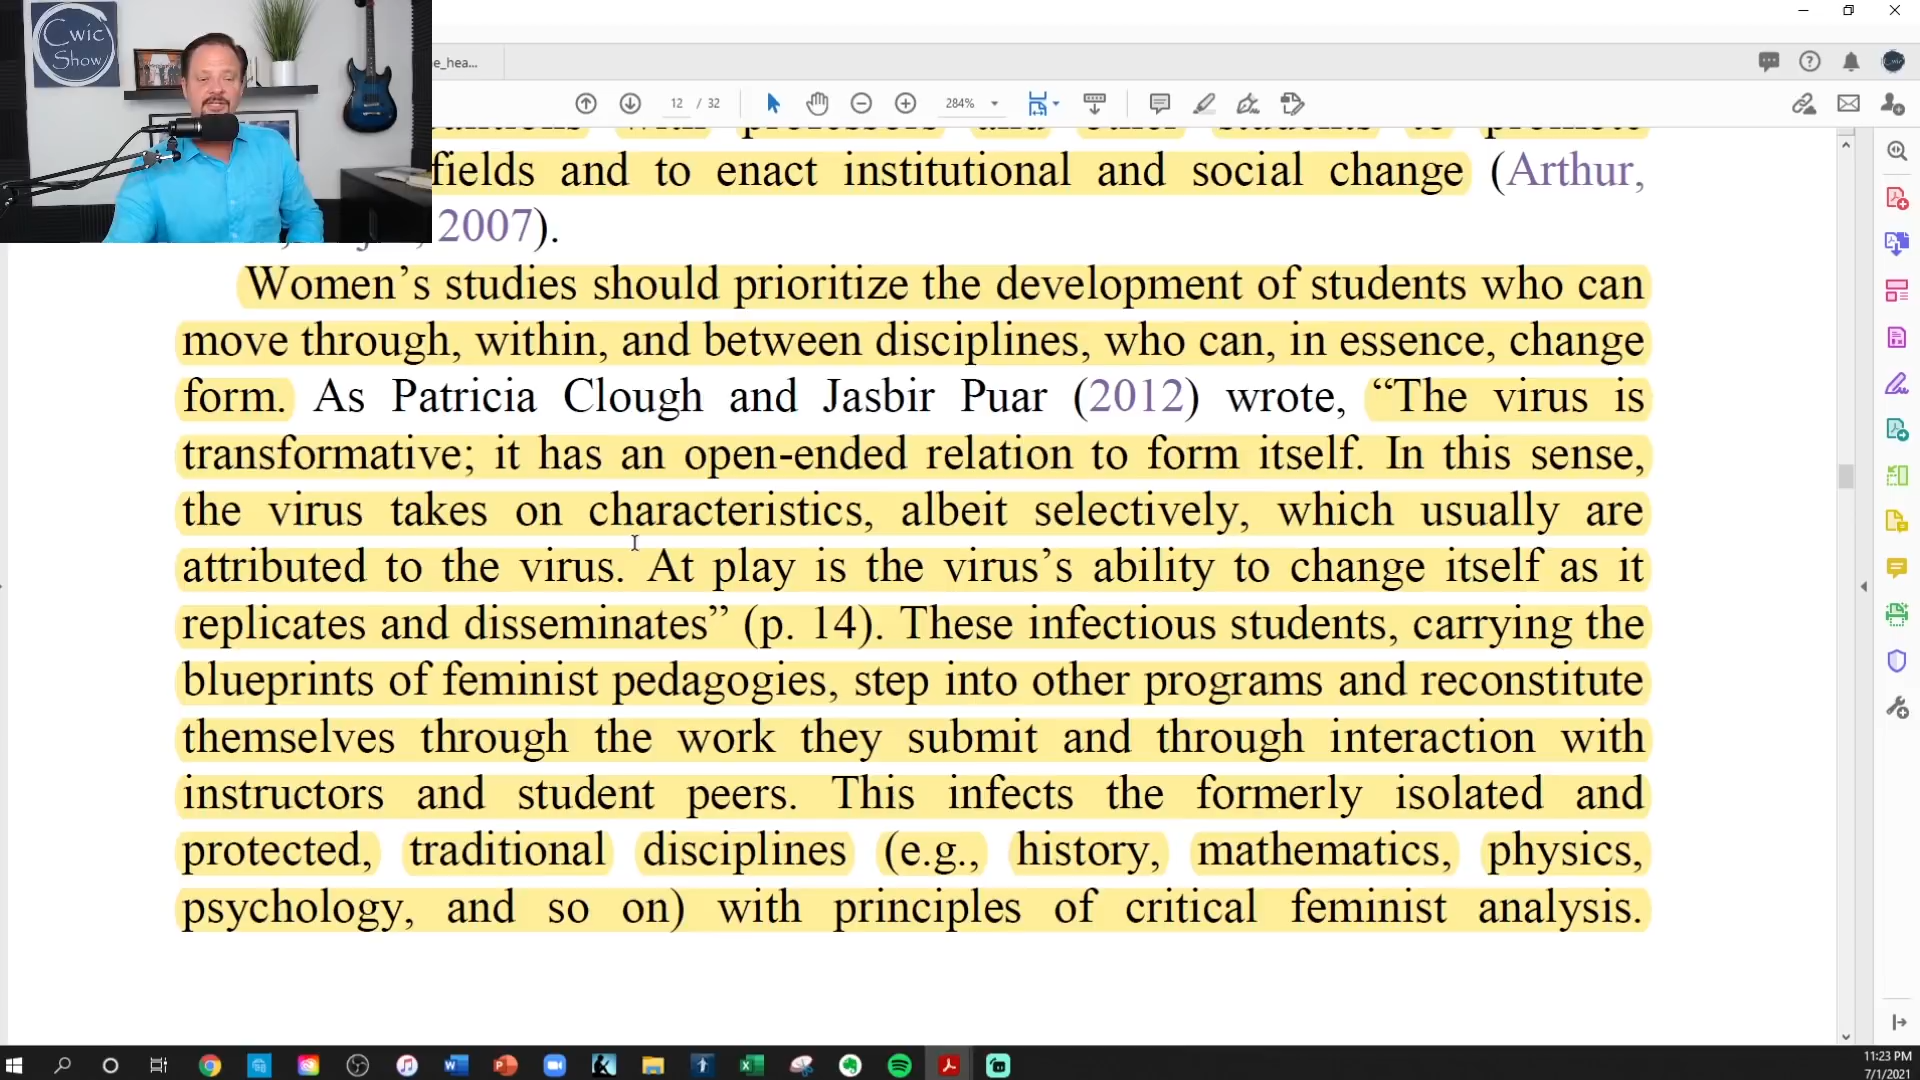 Cwic
Show
e_hea...
12 / 32
284%
fields and to enact institutional and social change (Arthur,
2007).
Women’s studies should prioritize the development of students who can
move through, within, and between disciplines, who can, in essence, change
form. As Patricia Clough and Jasbir Puar (2012) wrote, “The virus is
transformative; it has an open-ended relation to form itself. In this sense,
the virus takes on characteristics, albeit selectively, which usually are
attributed to the virus. At play is the virus’s ability to change itself as it
replicates and disseminates” (p. 14). These infectious students, carrying the
blueprints of feminist pedagogies, step into other programs and reconstitute
themselves through the work they submit and through interaction with
instructors and student peers. This infects the formerly isolated and
protected, traditional disciplines (e.g., history, mathematics, physics,
psychology, and so on) with principles of critical feminist analysis.
11:23 PM
7/1/2021